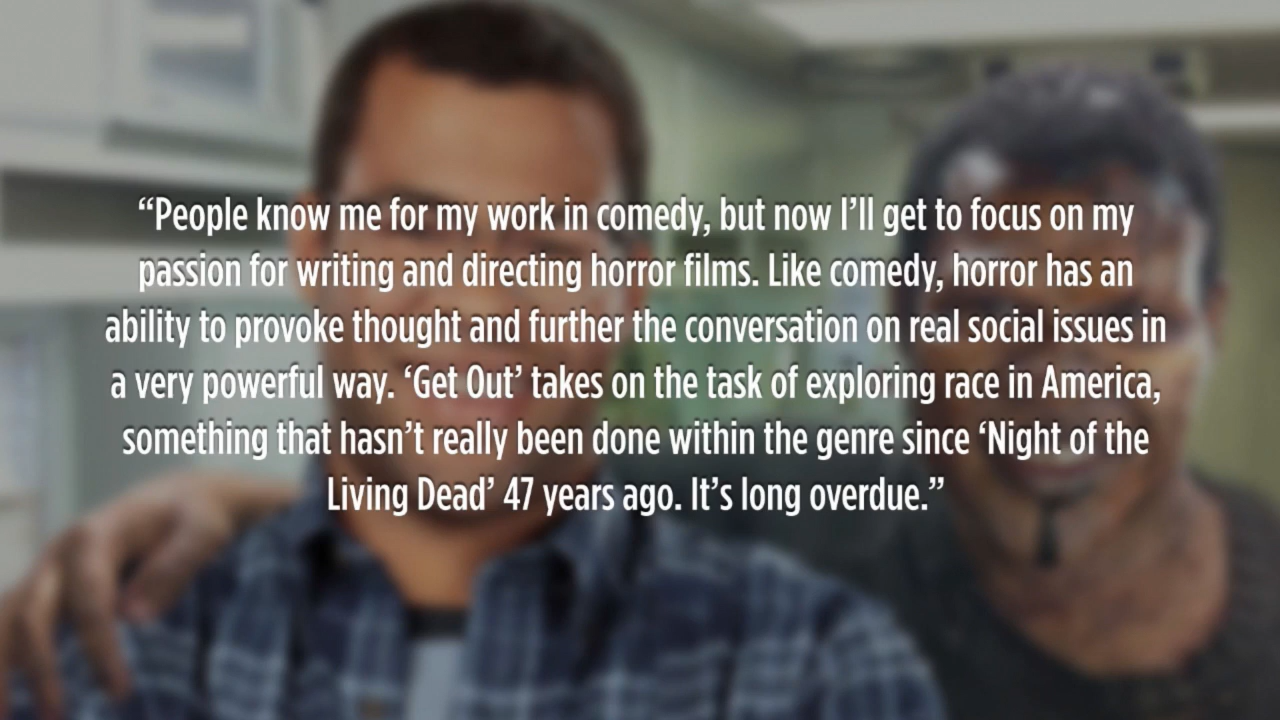 “People know me for my work in comedy, but now I’ll get to focus on my
passion for writing and directing horror films. Like comedy, horror has an
ability to provoke thought and further the conversation on real social issues in
a very powerful way. ‘Get Out’ takes on the task of exploring race in America,
something that hasn’t really been done within the genre since ‘Night of the
Living Dead’ 47 years ago. It’s long overdue.”